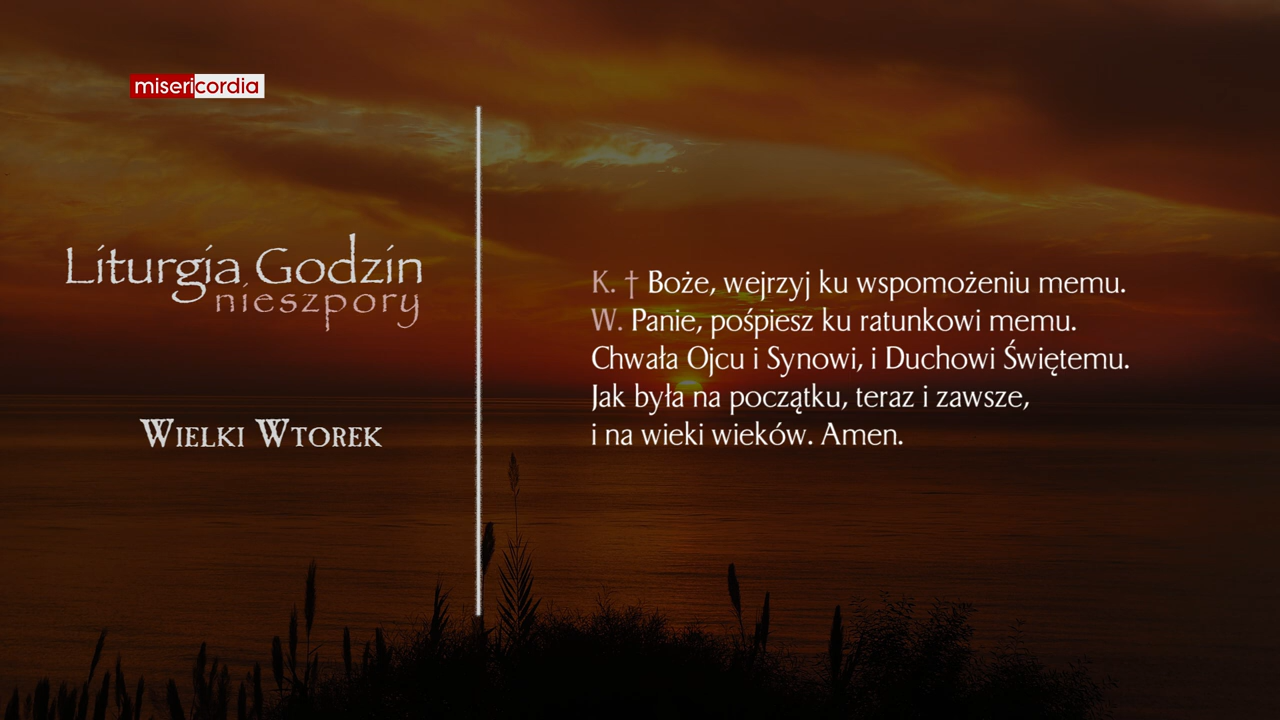 misericordia
Liturgia Godzin
nieszpory
Wielki Wtorek
K. † Boże, wejrzyj ku wspomożeniu memu.
W. Panie, pośpiesz ku ratunkowi memu.
Chwała Ojcu i Synowi, i Duchowi Świętemu.
Jak była na początku, teraz i zawsze,
i na wieki wieków. Amen.